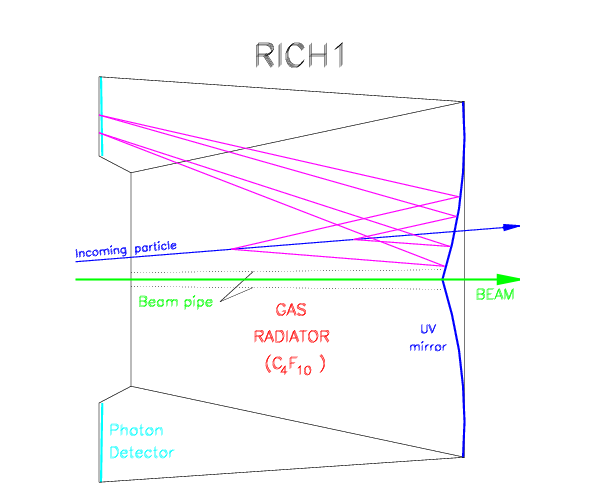 RICH1
Incoming particle
Beam pipe
BEAM
GAS
RADIATOR
(C4F10 )
UV
mirror
Photon
Detector